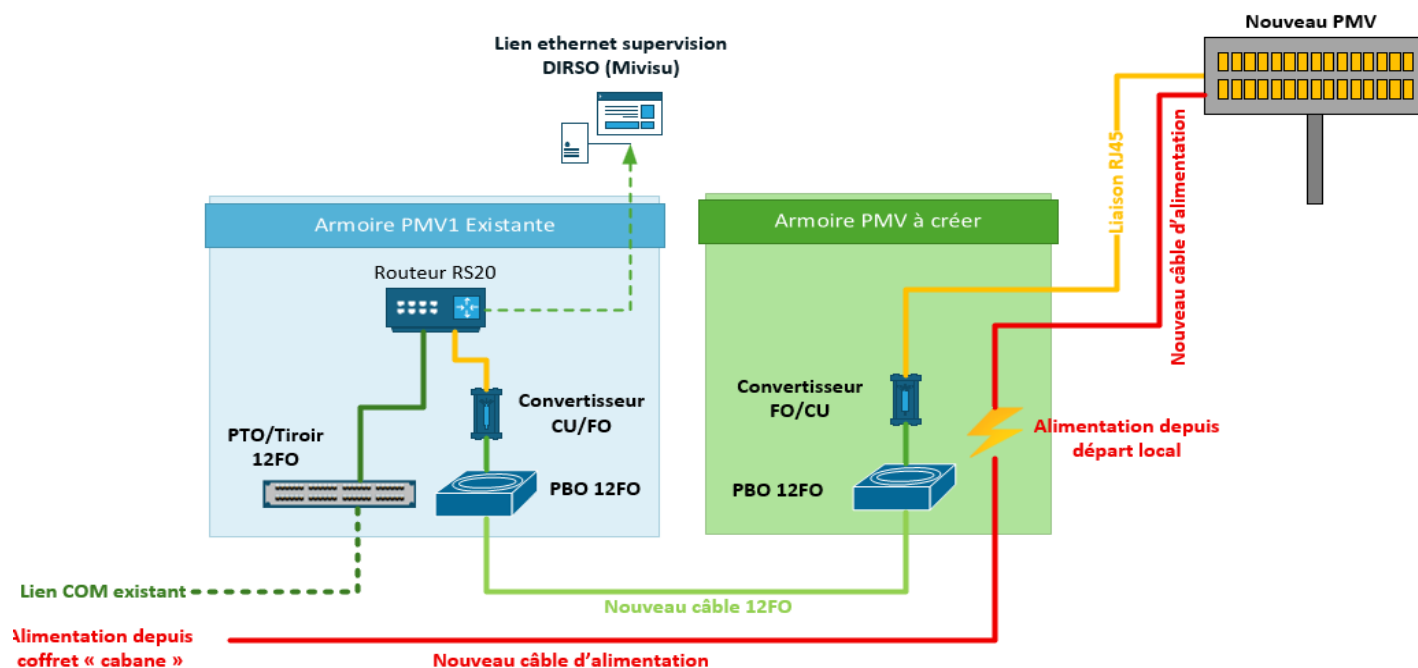 Nouveau PMV
Lien ethernet supervision
DIRSO (Mivisu)
Liaison RJ45
Nouveau câble d'alimentation
Armoire PMV1 Existante
Armoire PMV à créer
Routeur RS20
Convertisseur
CU/FO
Convertisseur
FO/CU
PTO/Tiroir
12FO
Alimentation depuis
départ local
PBO 12FO
PBO 12FO
Lien COM existant
Nouveau câble 12FO
Alimentation depuis
coffret « cabane »
Nouveau câble d'alimentation